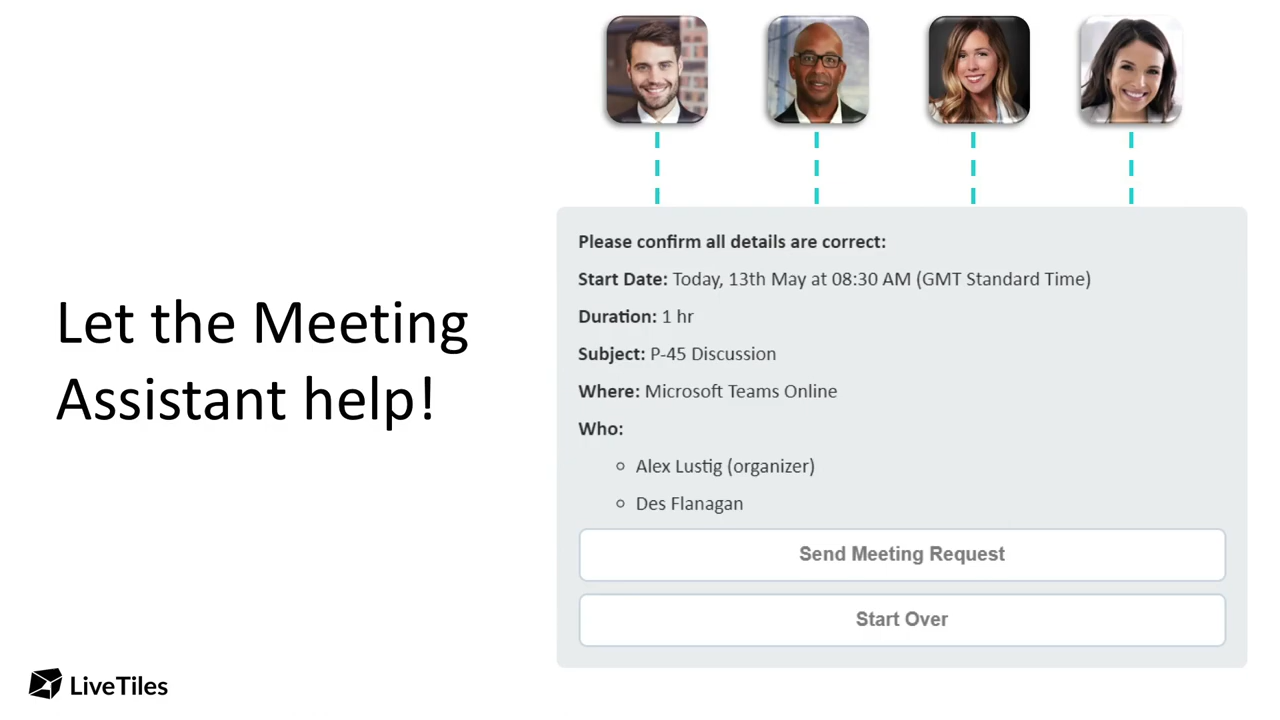 Let the Meeting
Assistant help!
Please confirm all details are correct:
Start Date: Today, 13th May at 08:30 AM (GMT Standard Time)
Duration: 1 hr
Subject: P-45 Discussion
Where: Microsoft Teams Online
Who:
Alex Lustig (organizer)
Des Flanagan
Send Meeting Request
Start Over
LiveTiles